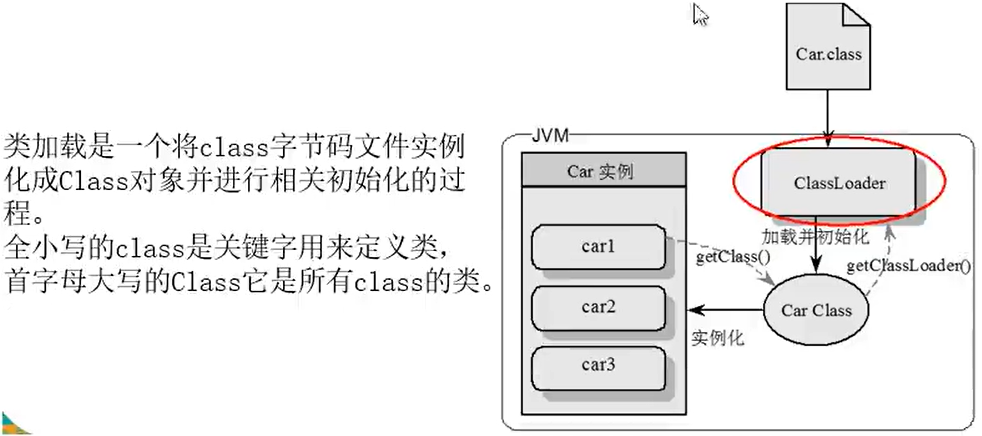 类加载是一个将class字节码文件实例
化成Class对象并进行相关初始化的过
程。
全小写的class是关键字用来定义类，
首字母大写的Class它是所有class的类。
Car.class
JVM
Car 实例
ClassLoader
加载并初始化
car1
getClass()
getClassLoader()
car2
Car Class
实例化
car3